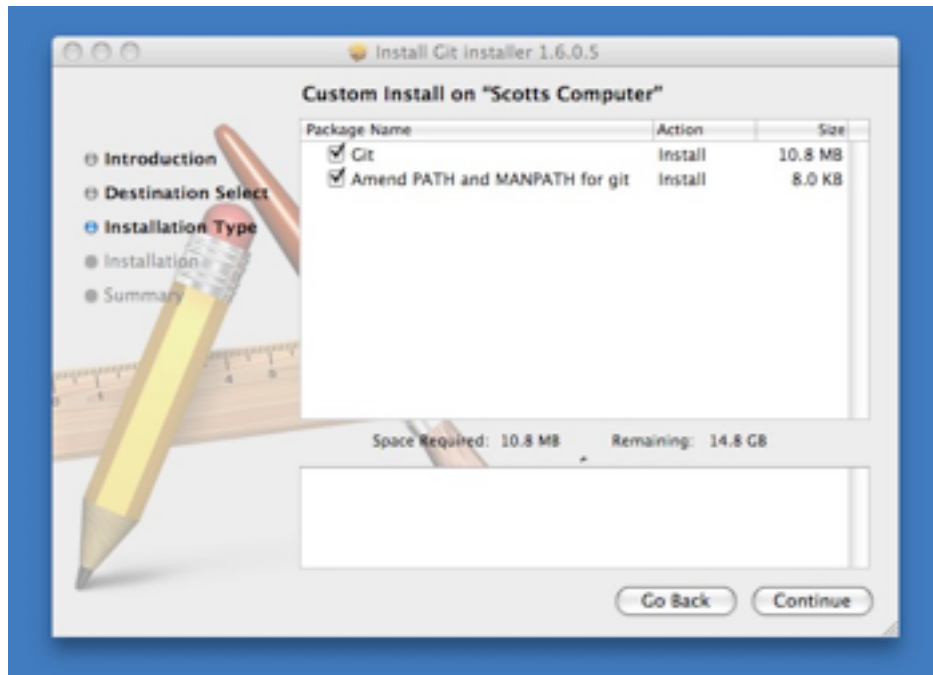 Install Git installer 1.6.0.5
Custom Install on "Scotts Computer"
Introduction
Destination Select
Installation Type
Installation
Summary
Package Name Action Size
Git Install 10.8 MB
Amend PATH and MANPATH for git Install 8.0 KB
Space Required: 10.8 MB Remaining: 14.8 GB
Go Back Continue